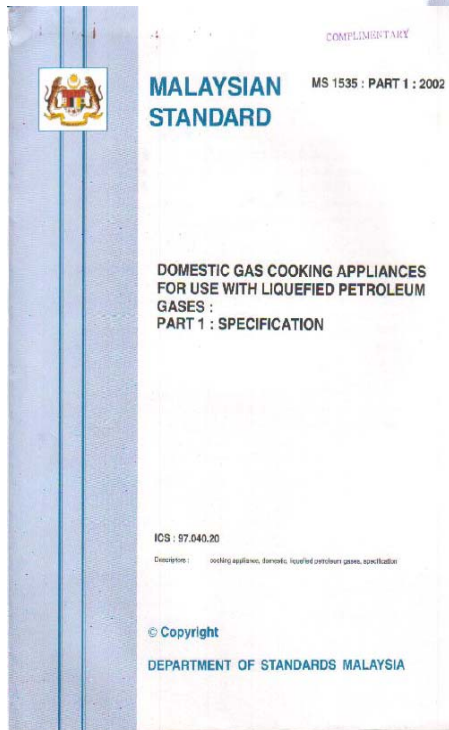 COMPLIMENTARY
MALAYSIAN
STANDARD
MS 1535 : PART 1 : 2002
DOMESTIC GAS COOKING APPLIANCES
FOR USE WITH LIQUEFIED PETROLEUM
GASES :
PART 1 : SPECIFICATION
ICS : 97.040.20
Descriptors : cooking appliance, domestic, liquefied petroleum gases, specification
© Copyright
DEPARTMENT OF STANDARDS MALAYSIA